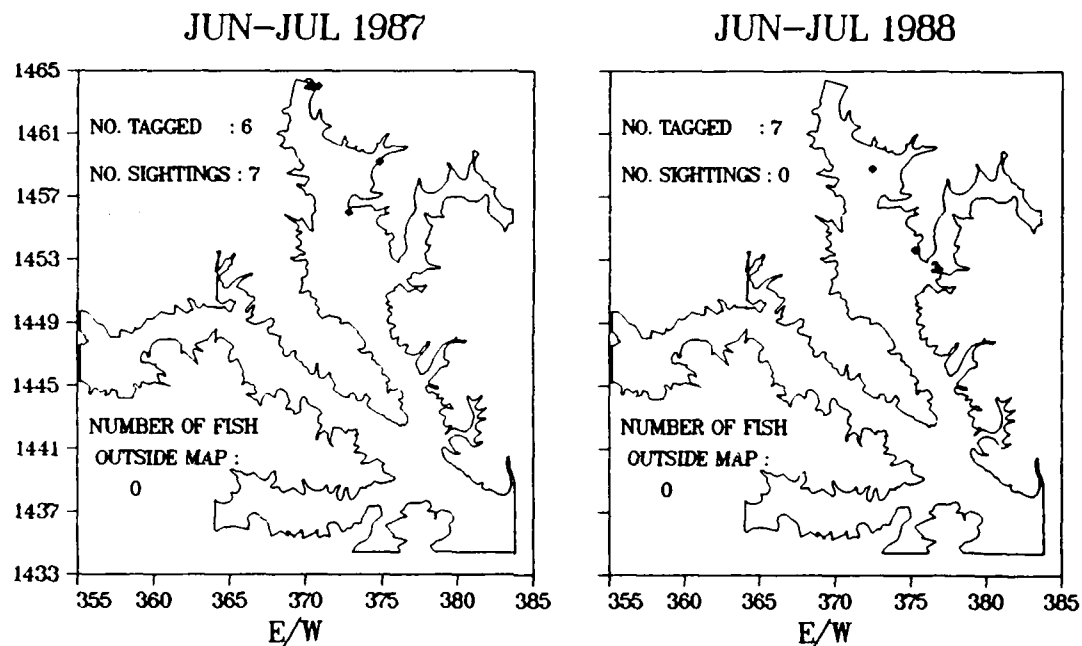 JUN-JUL 1987
1465
1461
1457
1453
1449
1445
1441
1437
1433
NO. TAGGED : 6
NO. SIGHTINGS : 7
NUMBER OF FISH
OUTSIDE MAP :
0
355 360 365 370 375 380 385
E/W
JUN-JUL 1988
NO. TAGGED : 7
NO. SIGHTINGS : 0
NUMBER OF FISH
OUTSIDE MAP :
0
355 360 365 370 375 380 385
E/W